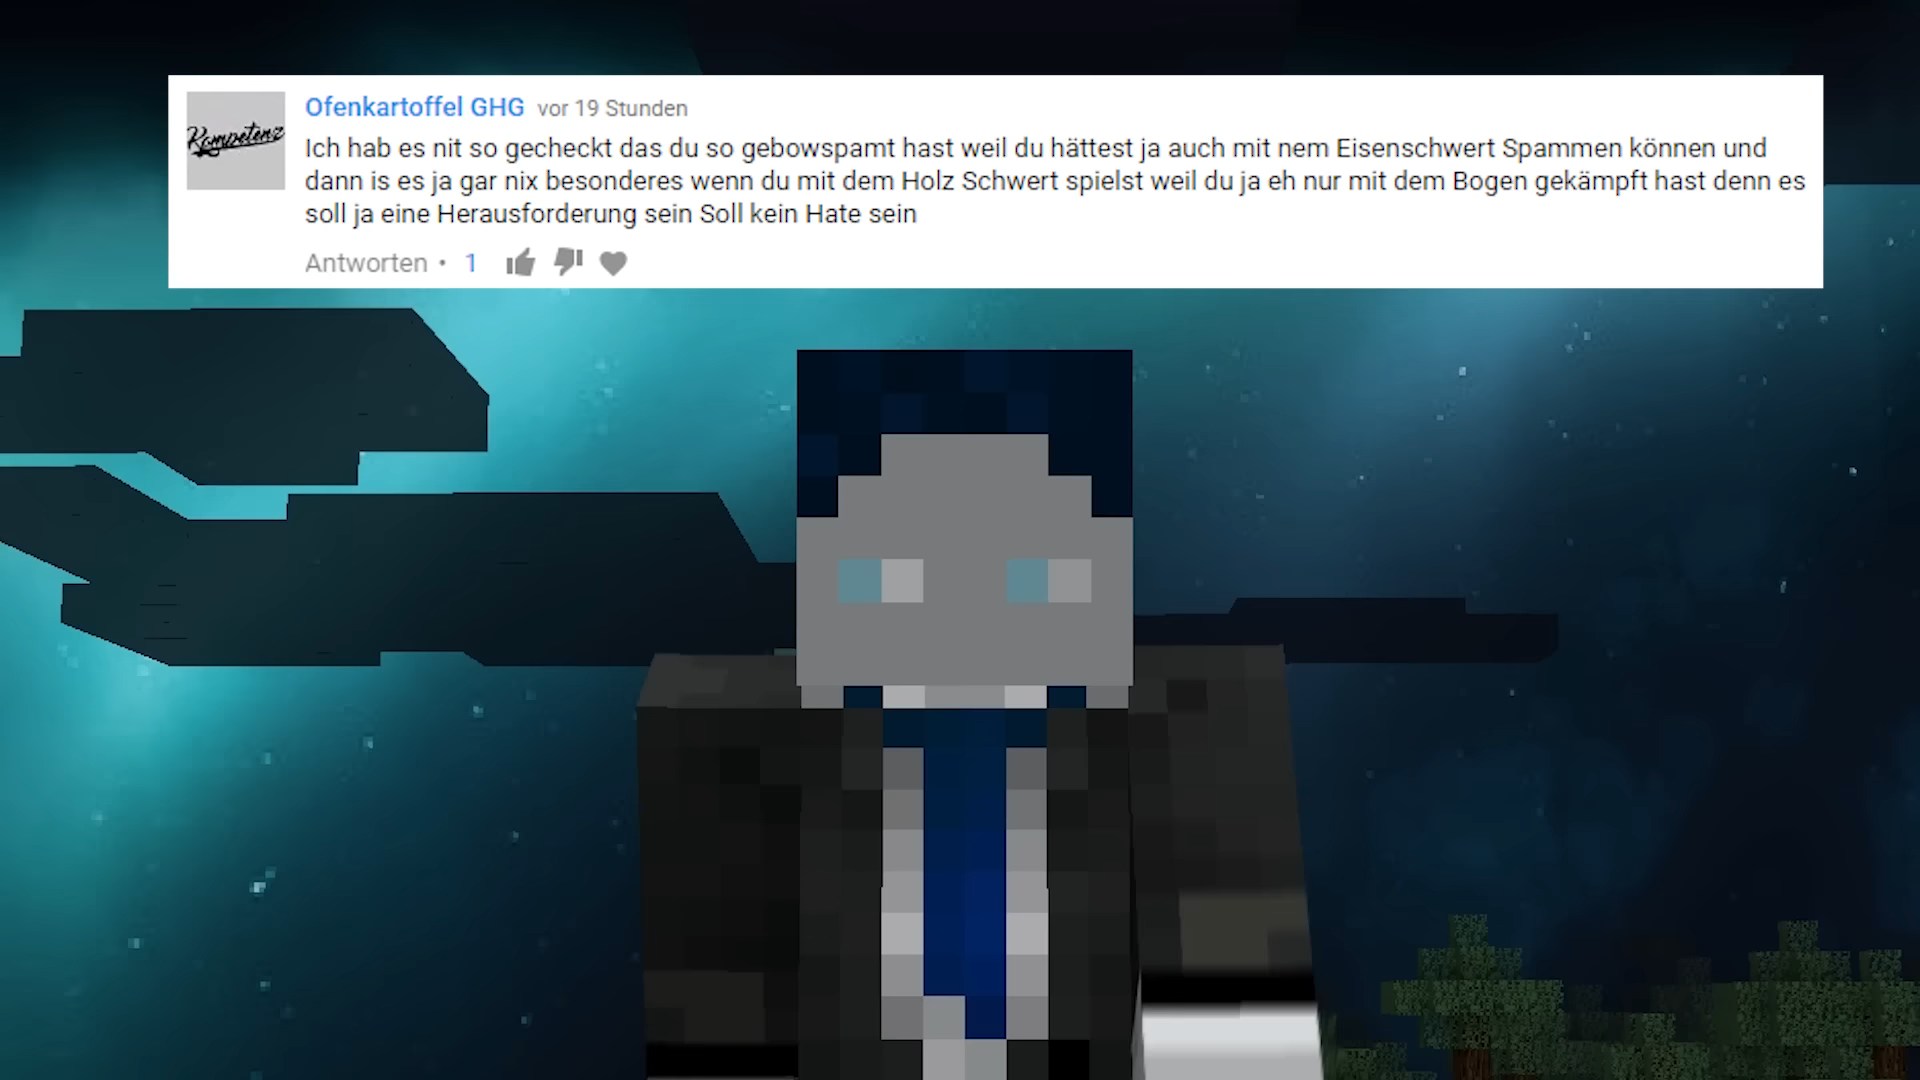 Kompetenz
Ofenkartoffel GHG vor 19 Stunden
Ich hab es nit so gecheckt das du so gebowspamt hast weil du hättest ja auch mit nem Eisenschwert Spammen können und
dann is es ja gar nix besonderes wenn du mit dem Holz Schwert spielst weil du ja eh nur mit dem Bogen gekämpft hast denn es
soll ja eine Herausforderung sein Soll kein Hate sein
Antworten • 1